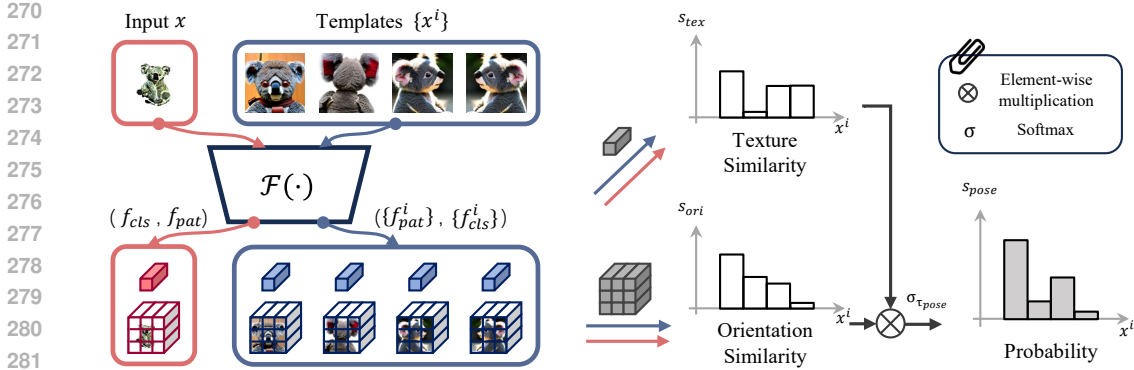 270
271
272
273
274
275
276
277
278
279
280
281
Input x
Templates {x^i}
F(·)
( f_cls , f_pat)
({f^i_pat} , {f^i_cls})
s_tex
x^i
Texture
Similarity
s_ori
x^i
Orientation
Similarity
σ_τ_pose
Element-wise
multiplication
σ Softmax
s_pose
x^i
Probability